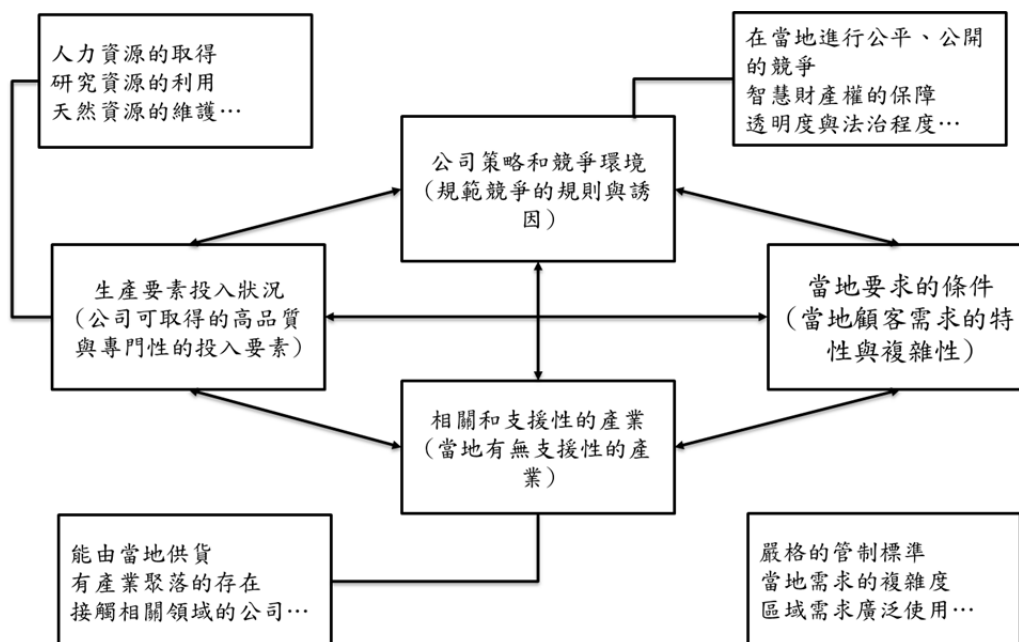 人力資源的取得
研究資源的利用
天然資源的維護…
在當地進行公平、公開
的競爭
智慧財產權的保障
透明度與法治程度…
公司策略和競爭環境
（規範競爭的規則與誘
因）
生產要素投入狀況
（公司可取得的高品質
與專門性的投入要素）
當地要求的條件
（當地顧客需求的特
性與複雜性）
相關和支援性的產業
（當地有無支援性的產
業）
能由當地供貨
有產業聚落的存在
接觸相關領域的公司…
嚴格的管制標準
當地需求的複雜度
區域需求廣泛使用…